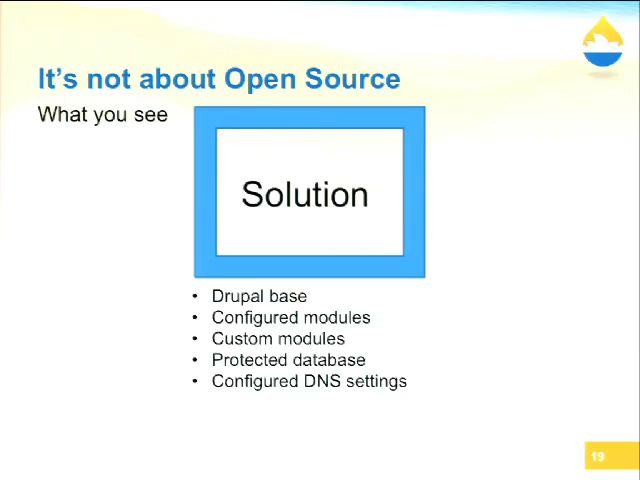 It's not about Open Source
What you see
Solution
• Drupal base
• Configured modules
• Custom modules
• Protected database
• Configured DNS settings
19